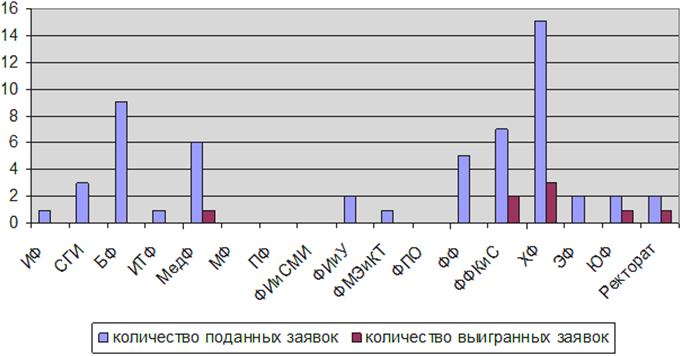 16
14
12
10
8
6
4
2
0
ИФ
СГИ
БФ
ИТФ
МедФ
МФ
ПФ
ФИиСМИ
ФИиУ
ФМЭиКТ
ФПО
ФФ
ФФКиС
ХФ
ЭФ
ЮФ
Ректорат
количество поданных заявок количество выигранных заявок